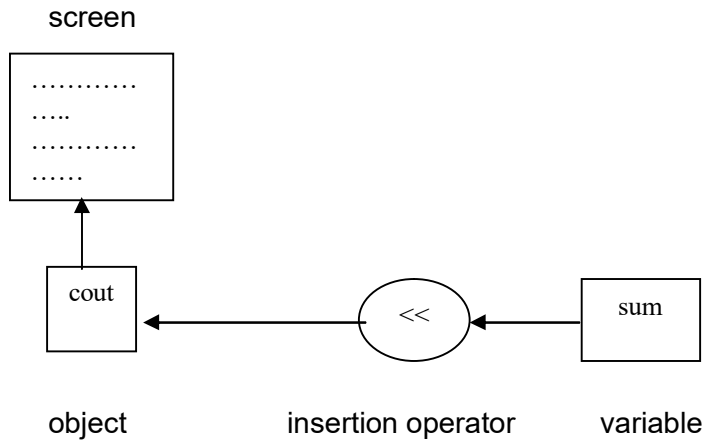 screen
…………
…..
…………
……
cout
<<
sum
object
insertion operator
variable